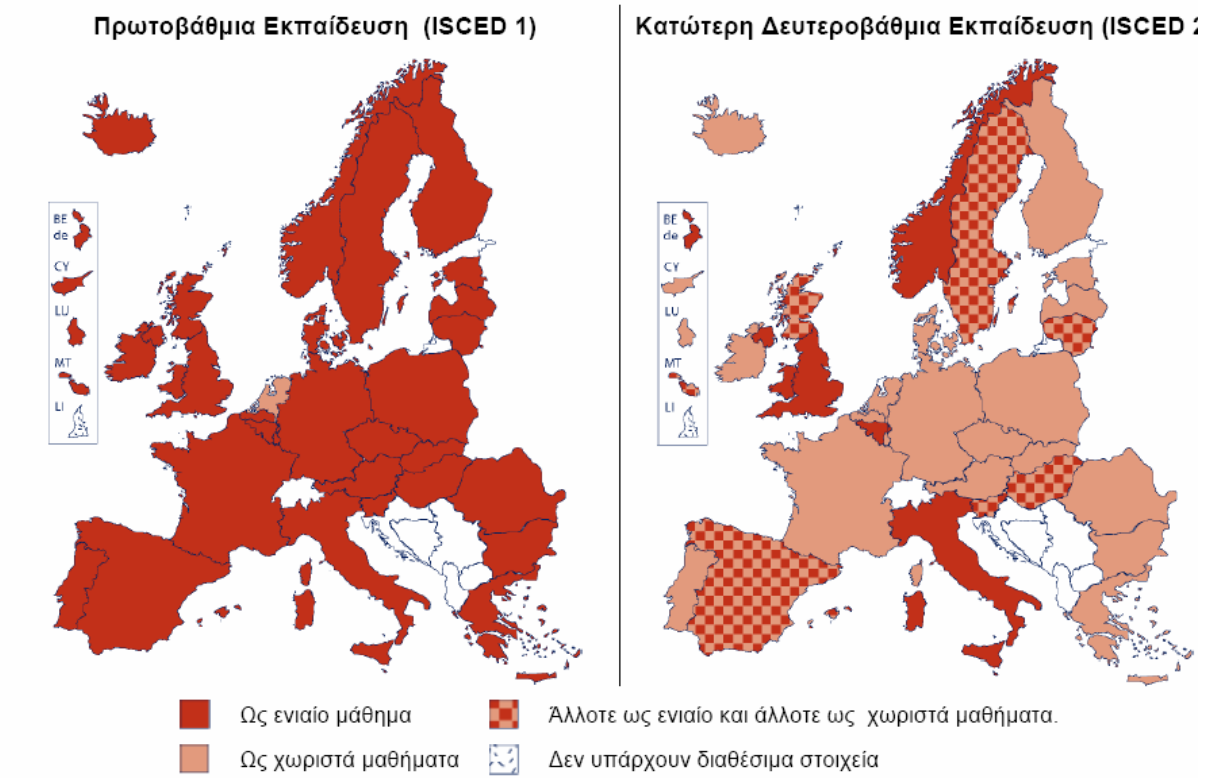 Πρωτοβάθμια Εκπαίδευση (ISCED 1)
Κατώτερη Δευτεροβάθμια Εκπαίδευση (ISCED 2
BE
de
CY
LU
MT
LI
BE
de
CY
LU
MT
LI
Ως ενιαίο μάθημα
Άλλοτε ως ενιαίο και άλλοτε ως χωριστά μαθήματα.
Ως χωριστά μαθήματα
Δεν υπάρχουν διαθέσιμα στοιχεία